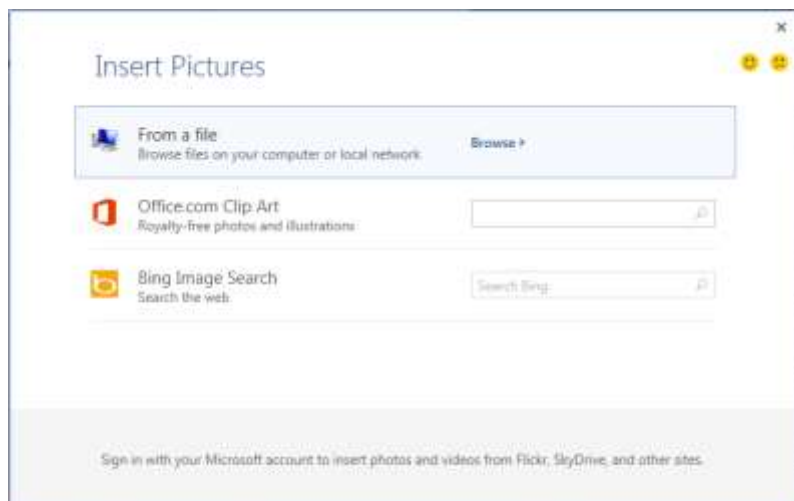 Insert Pictures
From a file
Browse files on your computer or local network
Browse
Office.com Clip Art
Royalty-free photos and illustrations
Bing Image Search
Search the web
Search Bing
Sign in with your Microsoft account to insert photos and videos from Flickr, SkyDrive, and other sites.